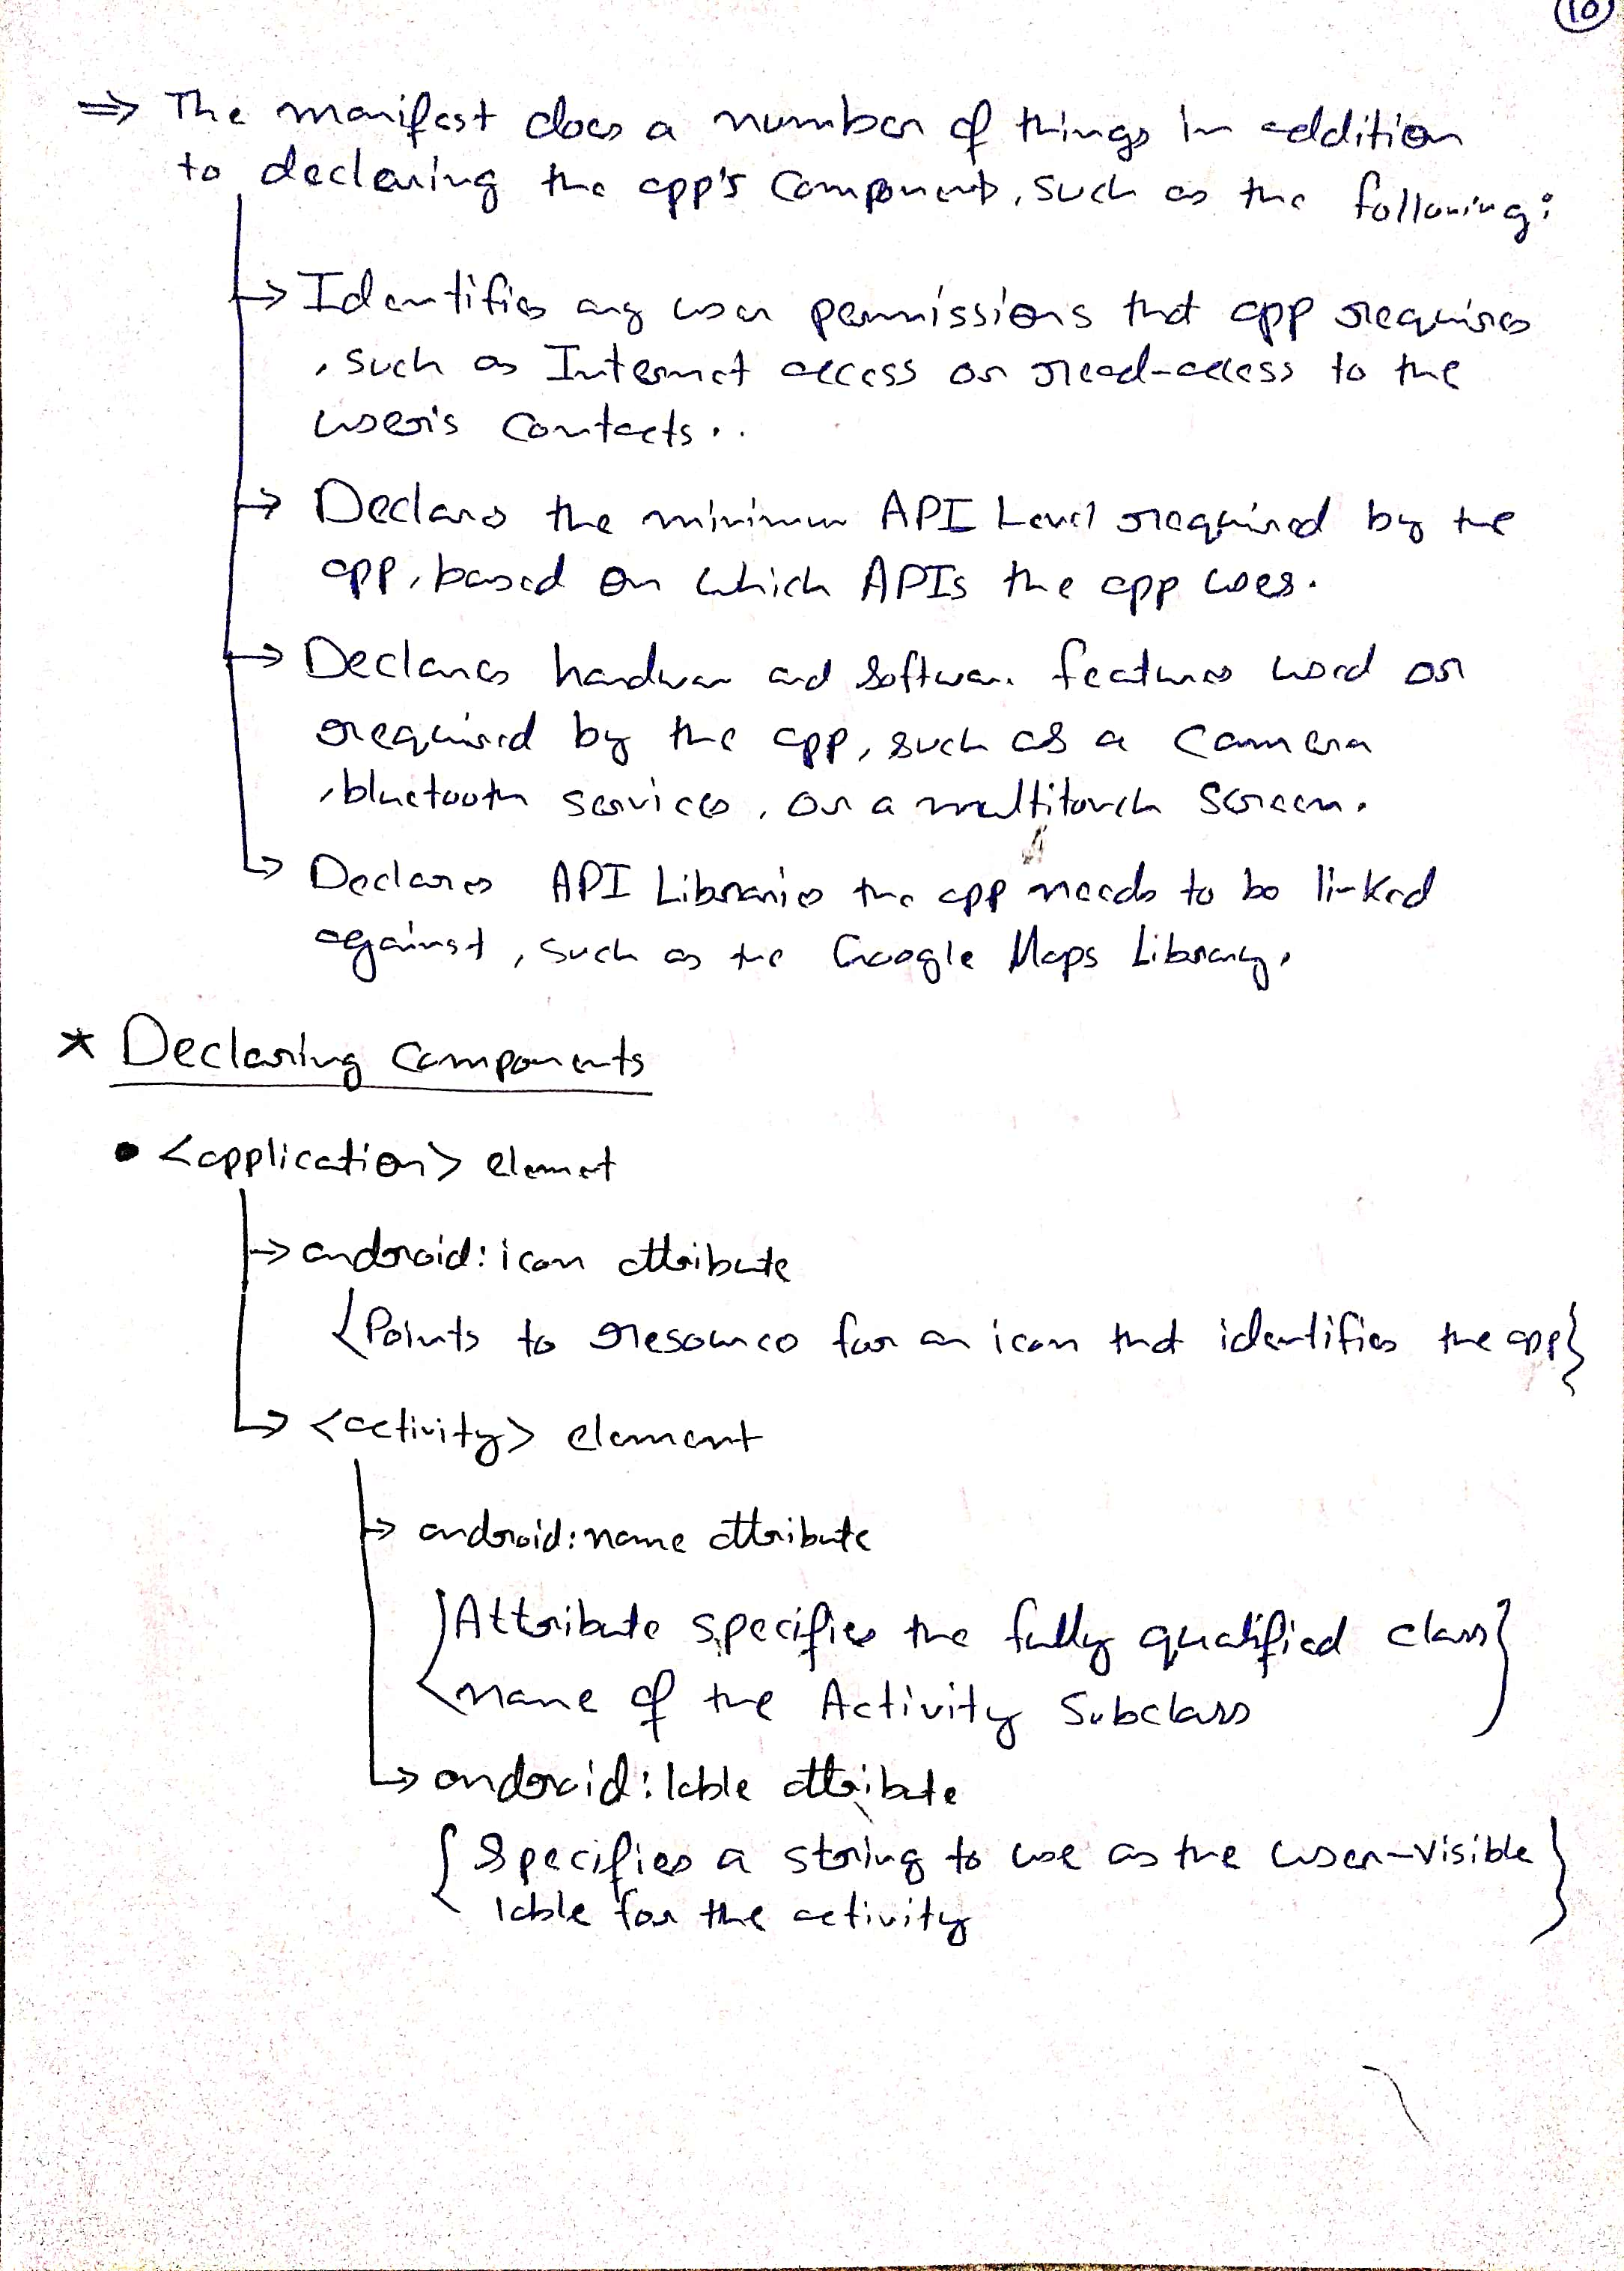 10
⇒ The manifest does a number of things in addition
to declaring the app's components, such as the following:
→ Identifies any user permissions that app requires
, such as Internet access or read-access to the
user's contacts..
→ Declares the minimum API Level required by the
app, based on which APIs the app uses.
→ Declares hardware and software features used or
required by the app, such as a camera
, bluetooth services, or a multitouch screen.
→ Declares API Libraries the app needs to be linked
against, such as the Google Maps Library.
* Declaring components
• <application> element
→ android:icon attribute
{Points to resource for an icon that identifies the app}
→ <activity> element
→ android:name attribute
{Attribute specifies the fully qualified class
name of the Activity Subclass}
→ android:lable attribute
{Specifies a string to use as the user-visible
lable for the activity}